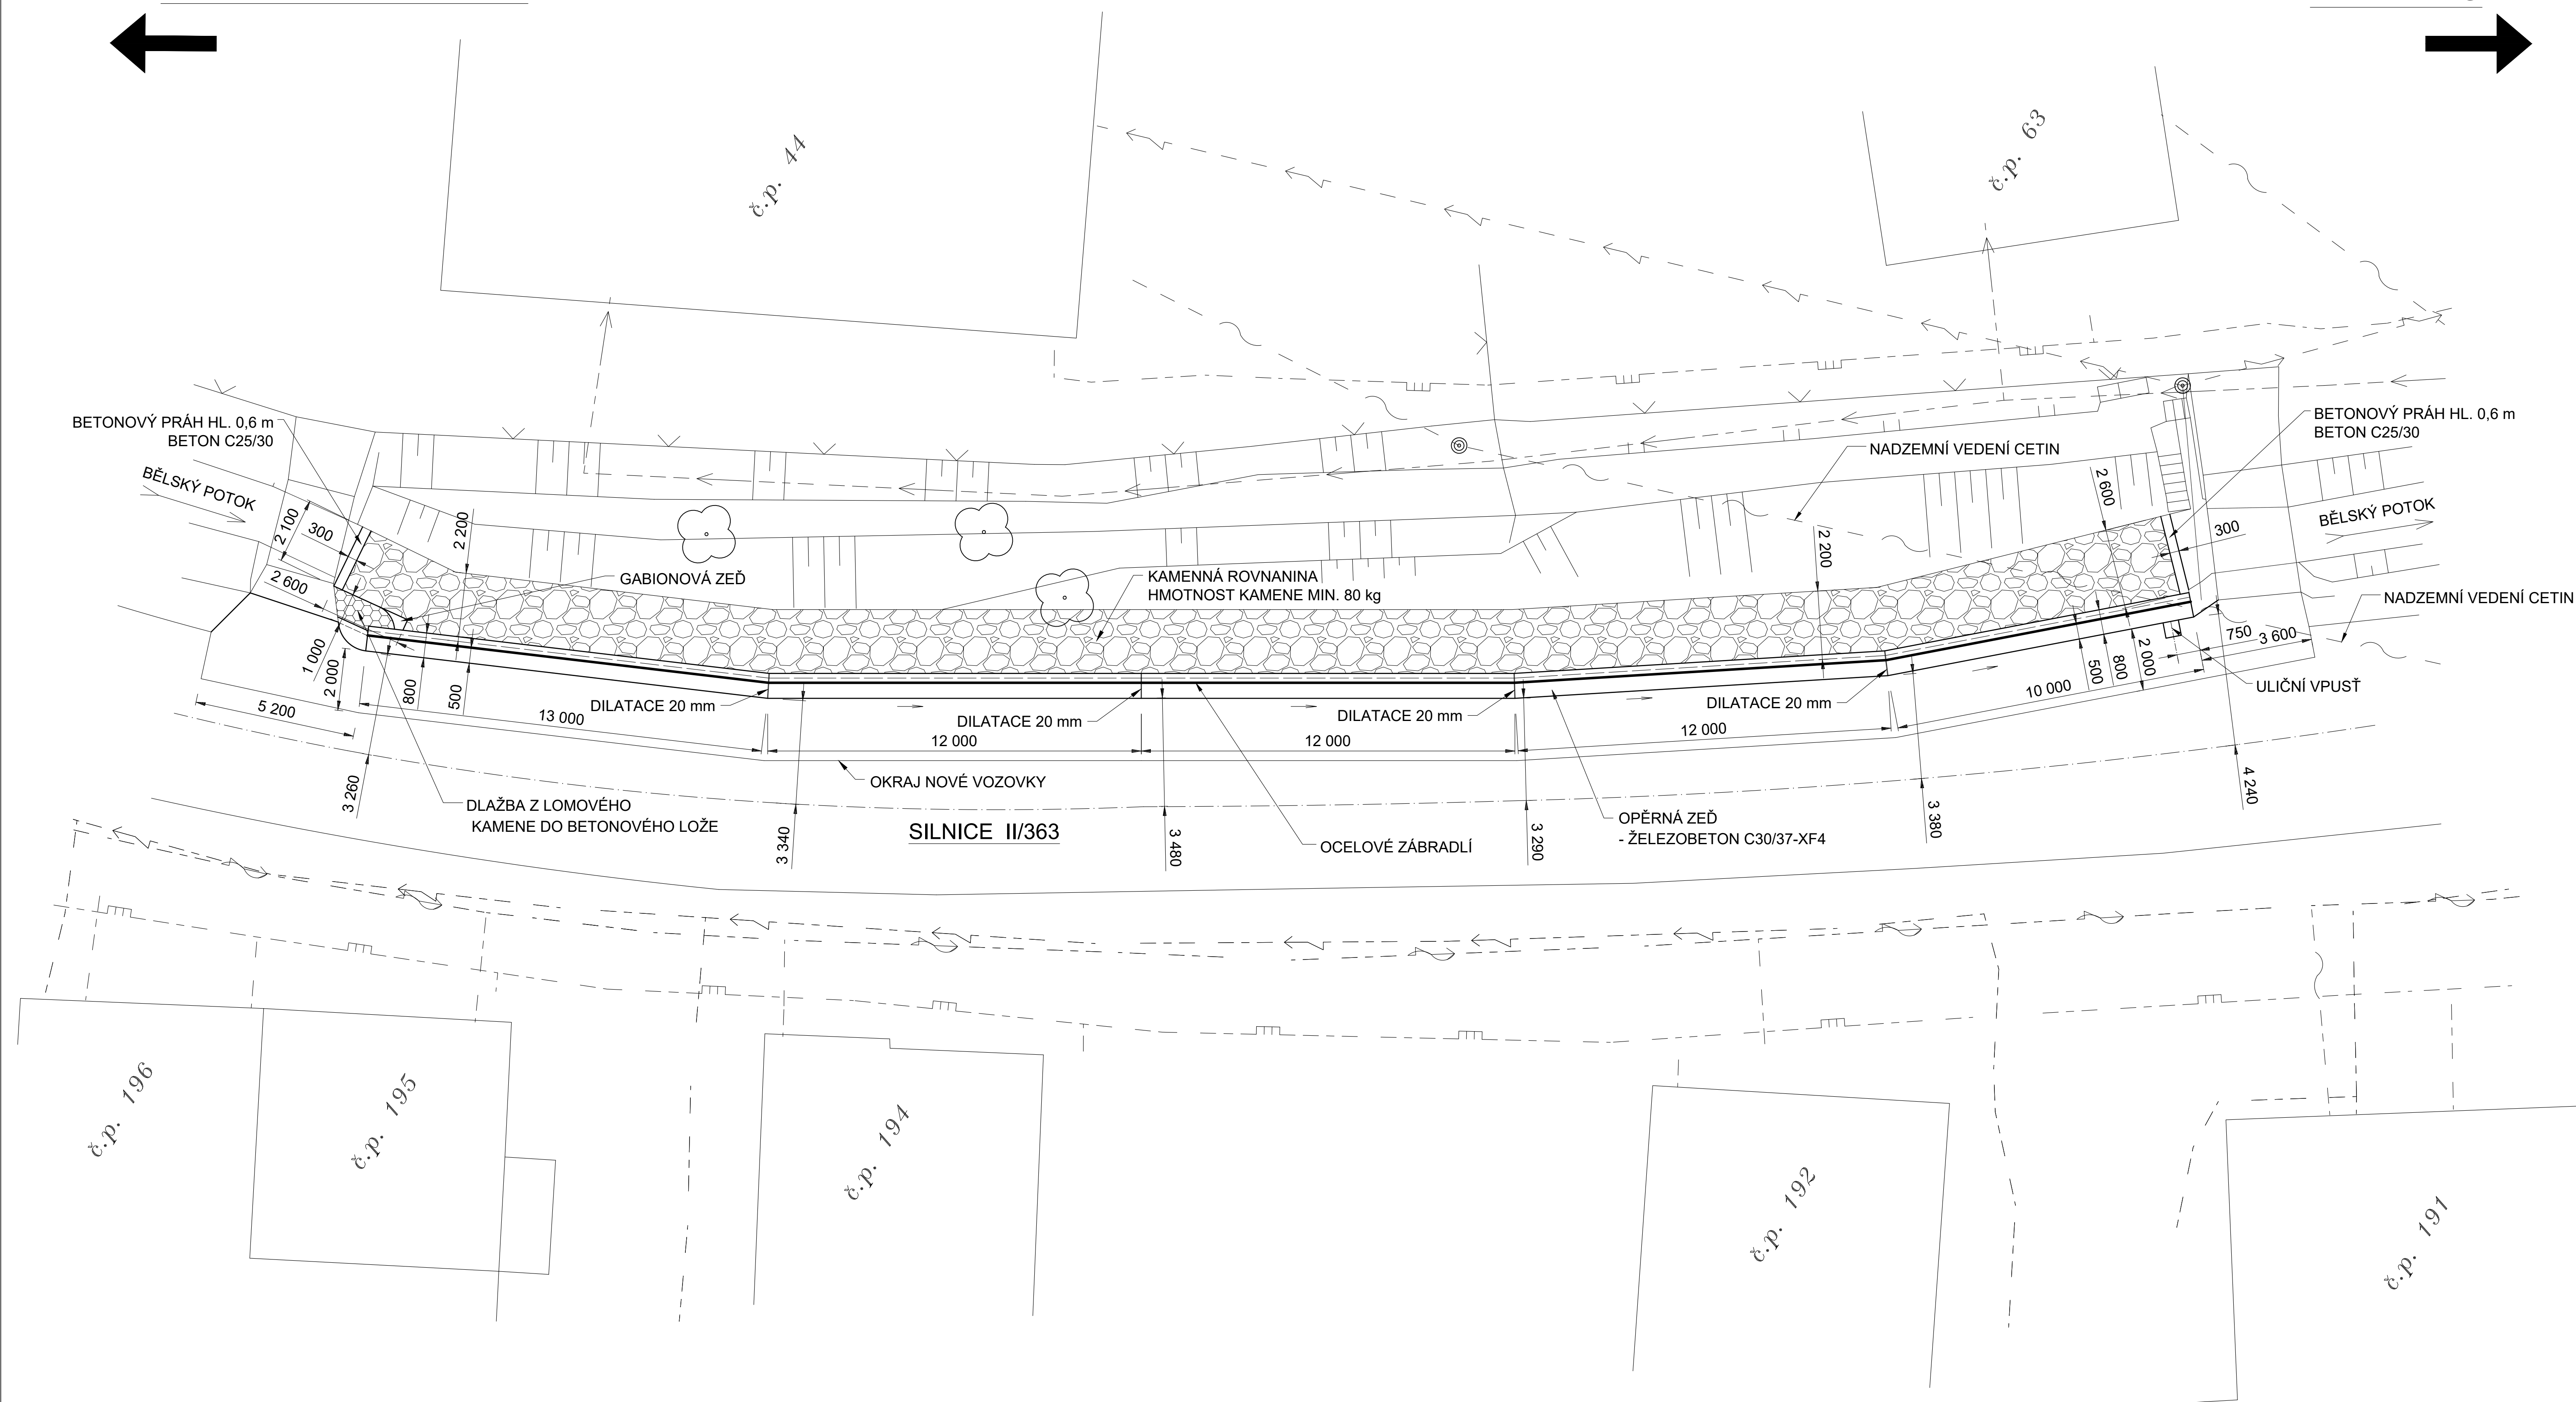 č.p. 44
č.p. 63
BETONOVÝ PRÁH HL. 0,6 m
BETON C25/30
BĚLSKÝ POTOK
2 100
300
2 600
2 200
GABIONOVÁ ZEĎ
KAMENNÁ ROVNANINA
HMOTNOST KAMENE MIN. 80 kg
NADZEMNÍ VEDENÍ CETIN
2 200
2 600
BETONOVÝ PRÁH HL. 0,6 m
BETON C25/30
BĚLSKÝ POTOK
300
NADZEMNÍ VEDENÍ CETIN
1 000
2 000
800
500
5 200
13 000
DILATACE 20 mm
DILATACE 20 mm
DILATACE 20 mm
DILATACE 20 mm
12 000
12 000
12 000
10 000
500
800
2 000
750
3 600
ULIČNÍ VPUSŤ
3 260
DLAŽBA Z LOMOVÉHO
KAMENE DO BETONOVÉHO LOŽE
OKRAJ NOVÉ VOZOVKY
3 340
SILNICE II/363
3 480
OCELOVÉ ZÁBRADLÍ
3 290
OPĚRNÁ ZEĎ
- ŽELEZOBETON C30/37-XF4
3 380
4 240
č.p. 196
č.p. 195
č.p. 194
č.p. 192
č.p. 191